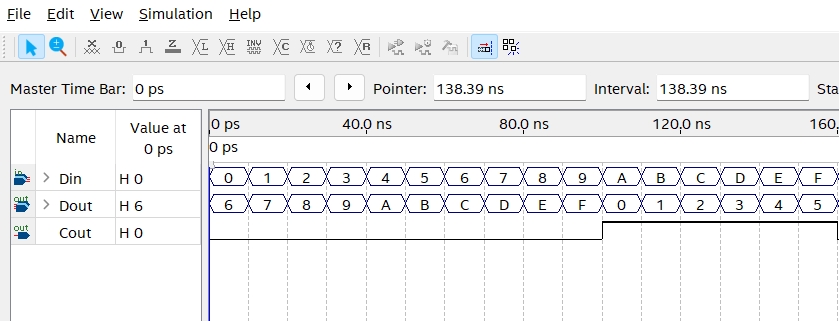 File Edit View Simulation Help
Master Time Bar: 0 ps Pointer: 138.39 ns Interval: 138.39 ns Sta
Name Value at 0 ps
0 ps 40.0 ns 80.0 ns 120.0 ns 160.
0 ps
Din H 0 0 1 2 3 4 5 6 7 8 9 A B C D E F
Dout H 6 6 7 8 9 A B C D E F 0 1 2 3 4 5
Cout H 0